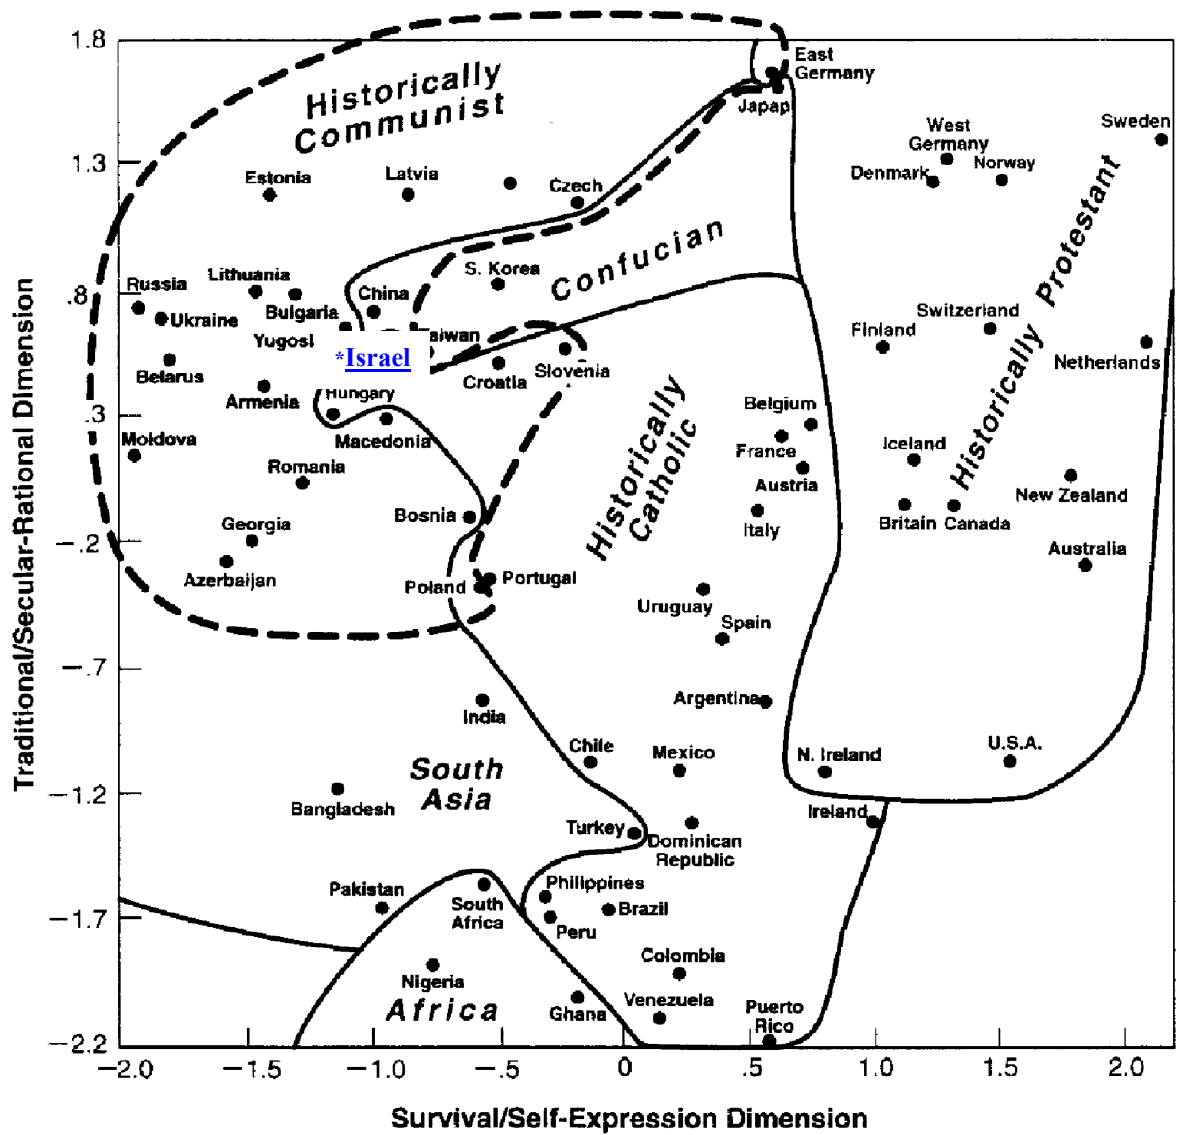 1.8
East
Germany
Historically
Communist
Japap
Sweden
West
Germany
Norway
1.3
Denmark
Estonia
Latvia
Czech
Historically Protestant
Confucian
S. Korea
Russia
Lithuania
.8
China
Bulgaria
Ukraine
Yugosl
aiwan
*Israel
Switzerland
Finland
Netherlands
Belarus
Croatia
Slovenia
Armenia
Hungary
.3
Macedonia
Belgium
Moldova
France
Iceland
Romania
Austria
New Zealand
Historically
Catholic
Bosnia
Georgia
Italy
Britain
Canada
−.2
Australia
Azerbaijan
Poland
Portugal
Uruguay
Spain
−.7
Argentina
India
Chile
Mexico
N. Ireland
U.S.A.
South
Asia
−1.2
Bangladesh
Ireland
Turkey
Dominican
Republic
Pakistan
Philippines
South
Africa
Brazil
−1.7
Peru
Colombia
Nigeria
Africa
Ghana
Venezuela
Puerto
Rico
−2.2
−2.0
−1.5
−1.0
−.5
0
.5
1.0
1.5
2.0
Survival/Self-Expression Dimension
Traditional/Secular-Rational Dimension